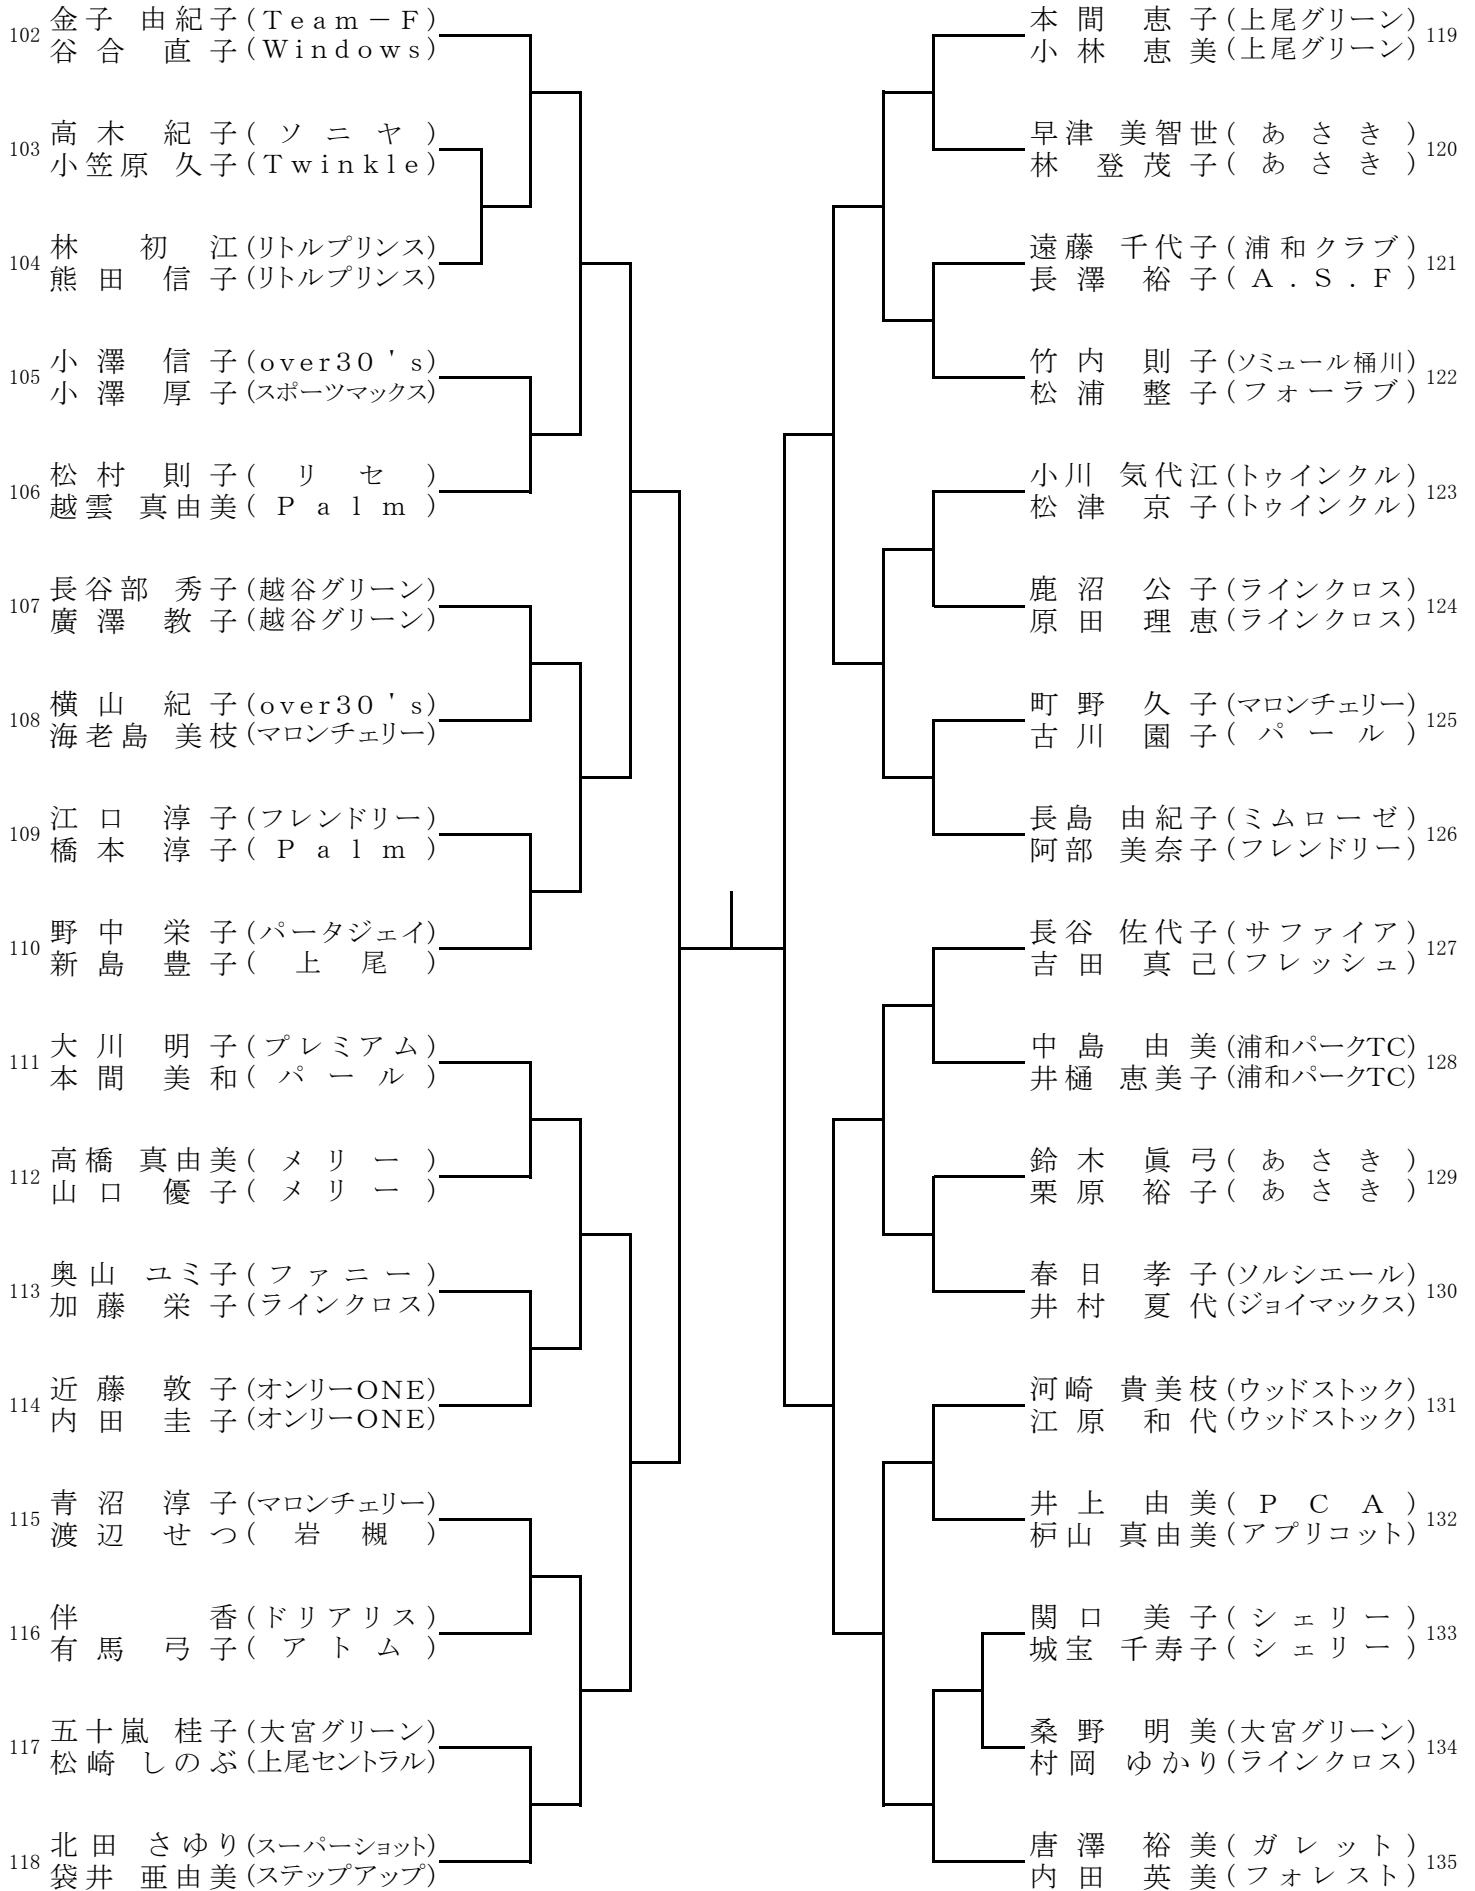 102 金子 由紀子(Team－F)
谷合 直子(Windows)
103 高木 紀子(ソニヤ)
小笠原 久子(Twinkle)
104 林 初江(リトルプリンス)
熊田 信子(リトルプリンス)
105 小澤 信子(over30's)
小澤 厚子(スポーツマックス)
106 松村 則子(リセ)
越雲 真由美(Palm)
107 長谷部 秀子(越谷グリーン)
廣澤 教子(越谷グリーン)
108 横山 紀子(over30's)
海老島 美枝(マロンチェリー)
109 江口 淳子(フレンドリー)
橋本 淳子(Palm)
110 野中 栄子(パータジェイ)
新島 豊子(上尾)
111 大川 明子(プレミアム)
本間 美和(パール)
112 高橋 真由美(メリー)
山口 優子(メリー)
113 奥山 ユミ子(ファニー)
加藤 栄子(ラインクロス)
114 近藤 敦子(オンリーONE)
内田 圭子(オンリーONE)
115 青沼 淳子(マロンチェリー)
渡辺 せつ(岩槻)
116 伴 香(ドリアリス)
有馬 弓子(アトム)
117 五十嵐 桂子(大宮グリーン)
松崎 しのぶ(上尾セントラル)
118 北田 さゆり(スーパーショット)
袋井 亜由美(ステップアップ)
本間 恵子(上尾グリーン) 119
小林 恵美(上尾グリーン)
早津 美智世(あさき) 120
林 登茂子(あさき)
遠藤 千代子(浦和クラブ) 121
長澤 裕子(A.S.F)
竹内 則子(ソミュール桶川) 122
松浦 整子(フォーラブ)
小川 気代江(トゥインクル) 123
松津 京子(トゥインクル)
鹿沼 公子(ラインクロス) 124
原田 理恵(ラインクロス)
町野 久子(マロンチェリー) 125
古川 園子(パール)
長島 由紀子(ミムローゼ) 126
阿部 美奈子(フレンドリー)
長谷 佐代子(サファイア) 127
吉田 真己(フレッシュ)
中島 由美(浦和パークTC) 128
井樋 恵美子(浦和パークTC)
鈴木 眞弓(あさき) 129
栗原 裕子(あさき)
春日 孝子(ソルシエール) 130
井村 夏代(ジョイマックス)
河崎 貴美枝(ウッドストック) 131
江原 和代(ウッドストック)
井上 由美(PCA) 132
枦山 真由美(アプリコット)
関口 美子(シェリー) 133
城宝 千寿子(シェリー)
桑野 明美(大宮グリーン) 134
村岡 ゆかり(ラインクロス)
唐澤 裕美(ガレット) 135
内田 英美(フォレスト)